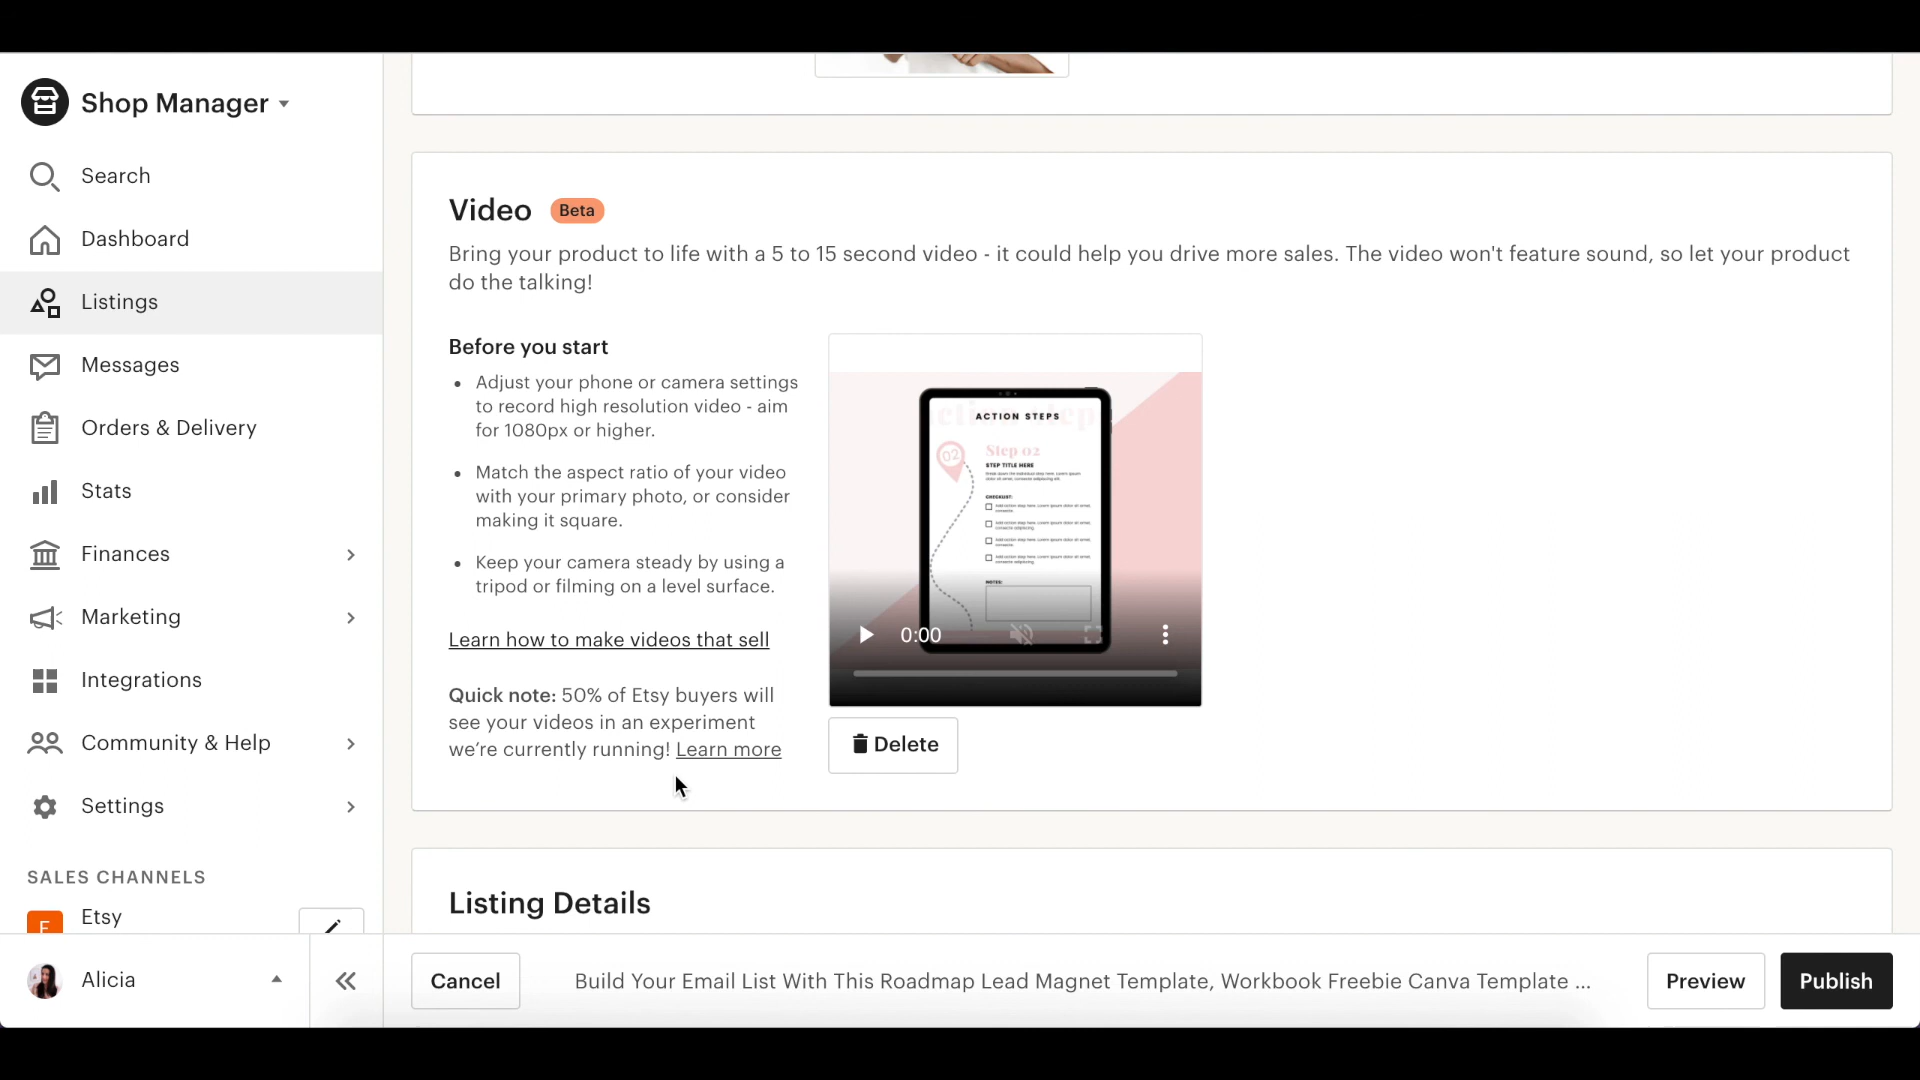 Shop Manager
Search
Dashboard
Listings
Messages
Orders & Delivery
Stats
Finances
Marketing
Integrations
Community & Help
Settings
SALES CHANNELS
E
Etsy
Alicia
Video
Beta
Bring your product to life with a 5 to 15 second video - it could help you drive more sales. The video won't feature sound, so let your product
do the talking!
Before you start
• Adjust your phone or camera settings
to record high resolution video - aim
for 1080px or higher.
• Match the aspect ratio of your video
with your primary photo, or consider
making it square.
• Keep your camera steady by using a
tripod or filming on a level surface.
Learn how to make videos that sell
Quick note: 50% of Etsy buyers will
see your videos in an experiment
we're currently running! Learn more
ACTION STEPS
02
Step 02
STEP TITLE HERE
CHECKLIST:
NOTES:
0:00
Delete
Listing Details
Cancel
Build Your Email List With This Roadmap Lead Magnet Template, Workbook Freebie Canva Template ...
Preview
Publish